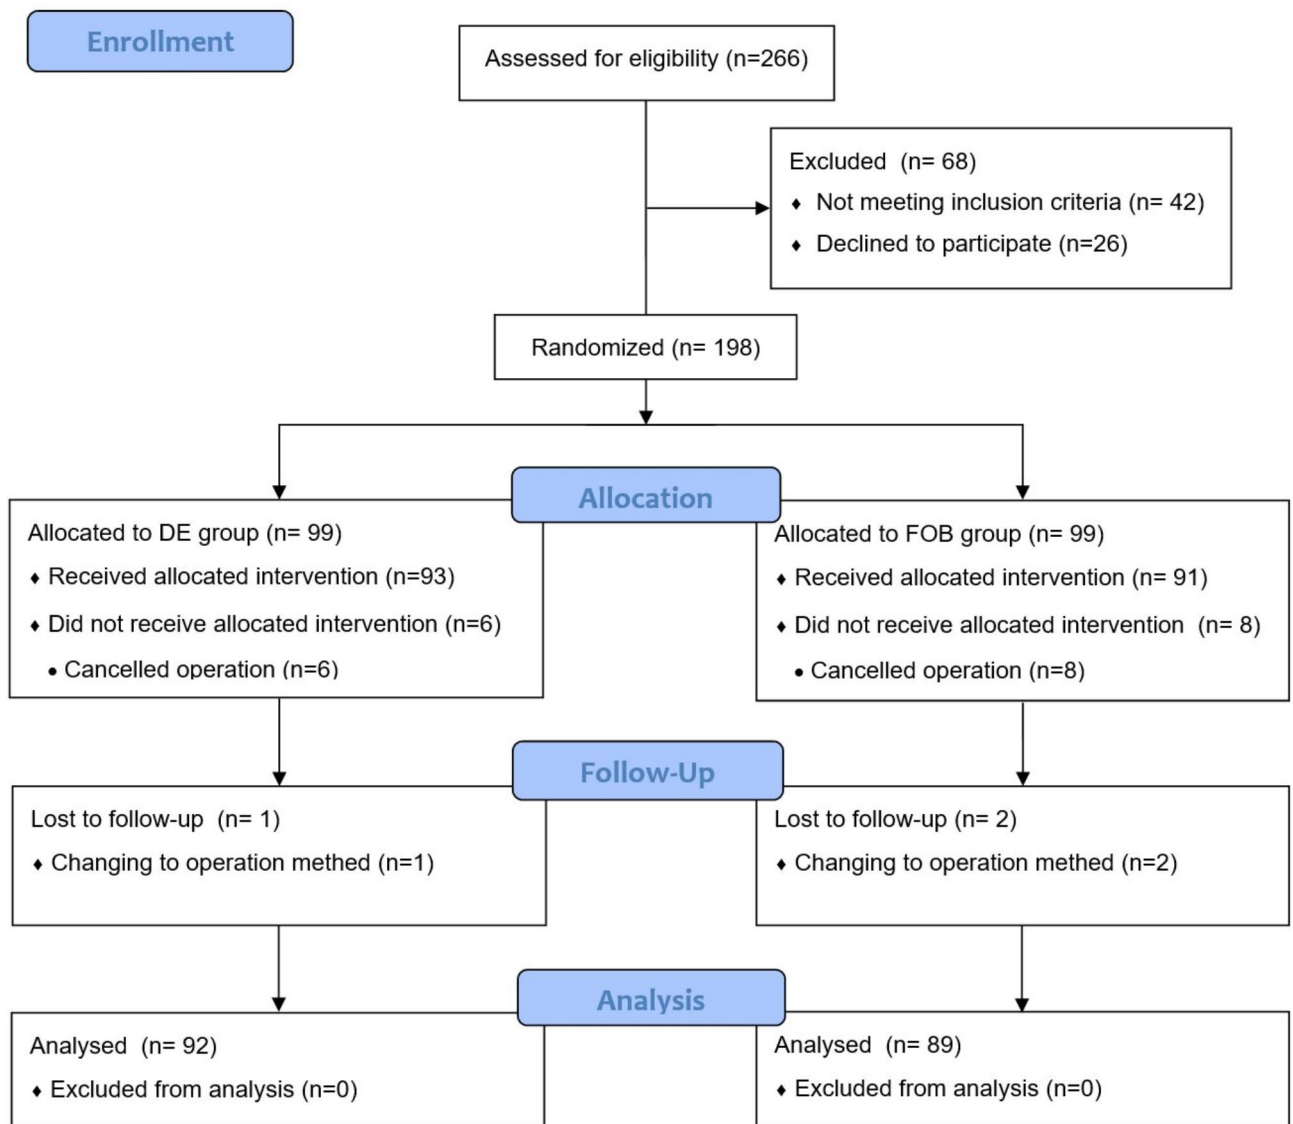 Enrollment
Assessed for eligibility (n=266)
Excluded (n= 68)
♦ Not meeting inclusion criteria (n= 42)
♦ Declined to participate (n=26)
Randomized (n= 198)
Allocation
Allocated to DE group (n= 99)
♦ Received allocated intervention (n=93)
♦ Did not receive allocated intervention (n=6)
• Cancelled operation (n=6)
Allocated to FOB group (n= 99)
♦ Received allocated intervention (n= 91)
♦ Did not receive allocated intervention (n= 8)
• Cancelled operation (n=8)
Follow-Up
Lost to follow-up (n= 1)
♦ Changing to operation methed (n=1)
Lost to follow-up (n= 2)
♦ Changing to operation methed (n=2)
Analysis
Analysed (n= 92)
♦ Excluded from analysis (n=0)
Analysed (n= 89)
♦ Excluded from analysis (n=0)